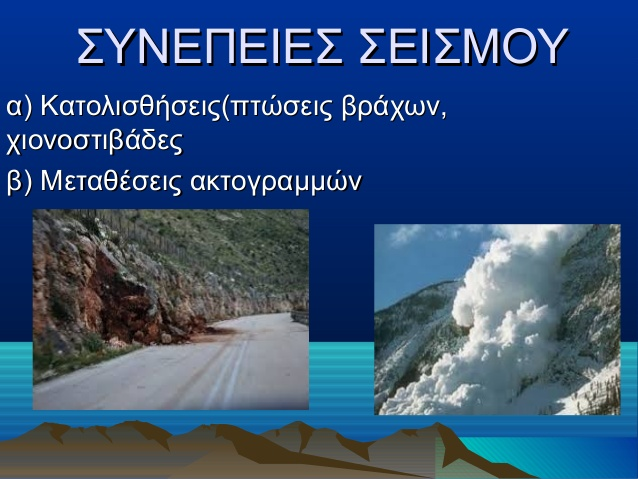 ΣΥΝΕΠΕΙΕΣ ΣΕΙΣΜΟΥ
α) Κατολισθήσεις(πτώσεις βράχων,
χιονοστιβάδες
β) Μεταθέσεις ακτογραμμών